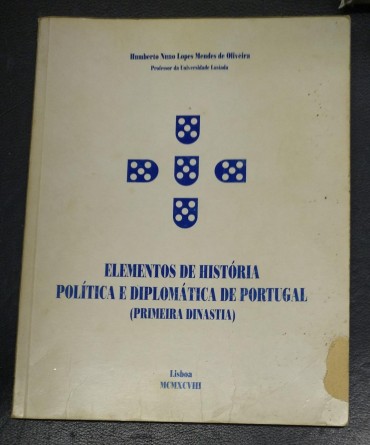 Humberto Nuno Lopes Mendes de Oliveira
Professor da Universidade Lusíada
ELEMENTOS DE HISTÓRIA
POLÍTICA E DIPLOMÁTICA DE PORTUGAL
(PRIMEIRA DINASTIA)
Lisboa
MCMXCVIII